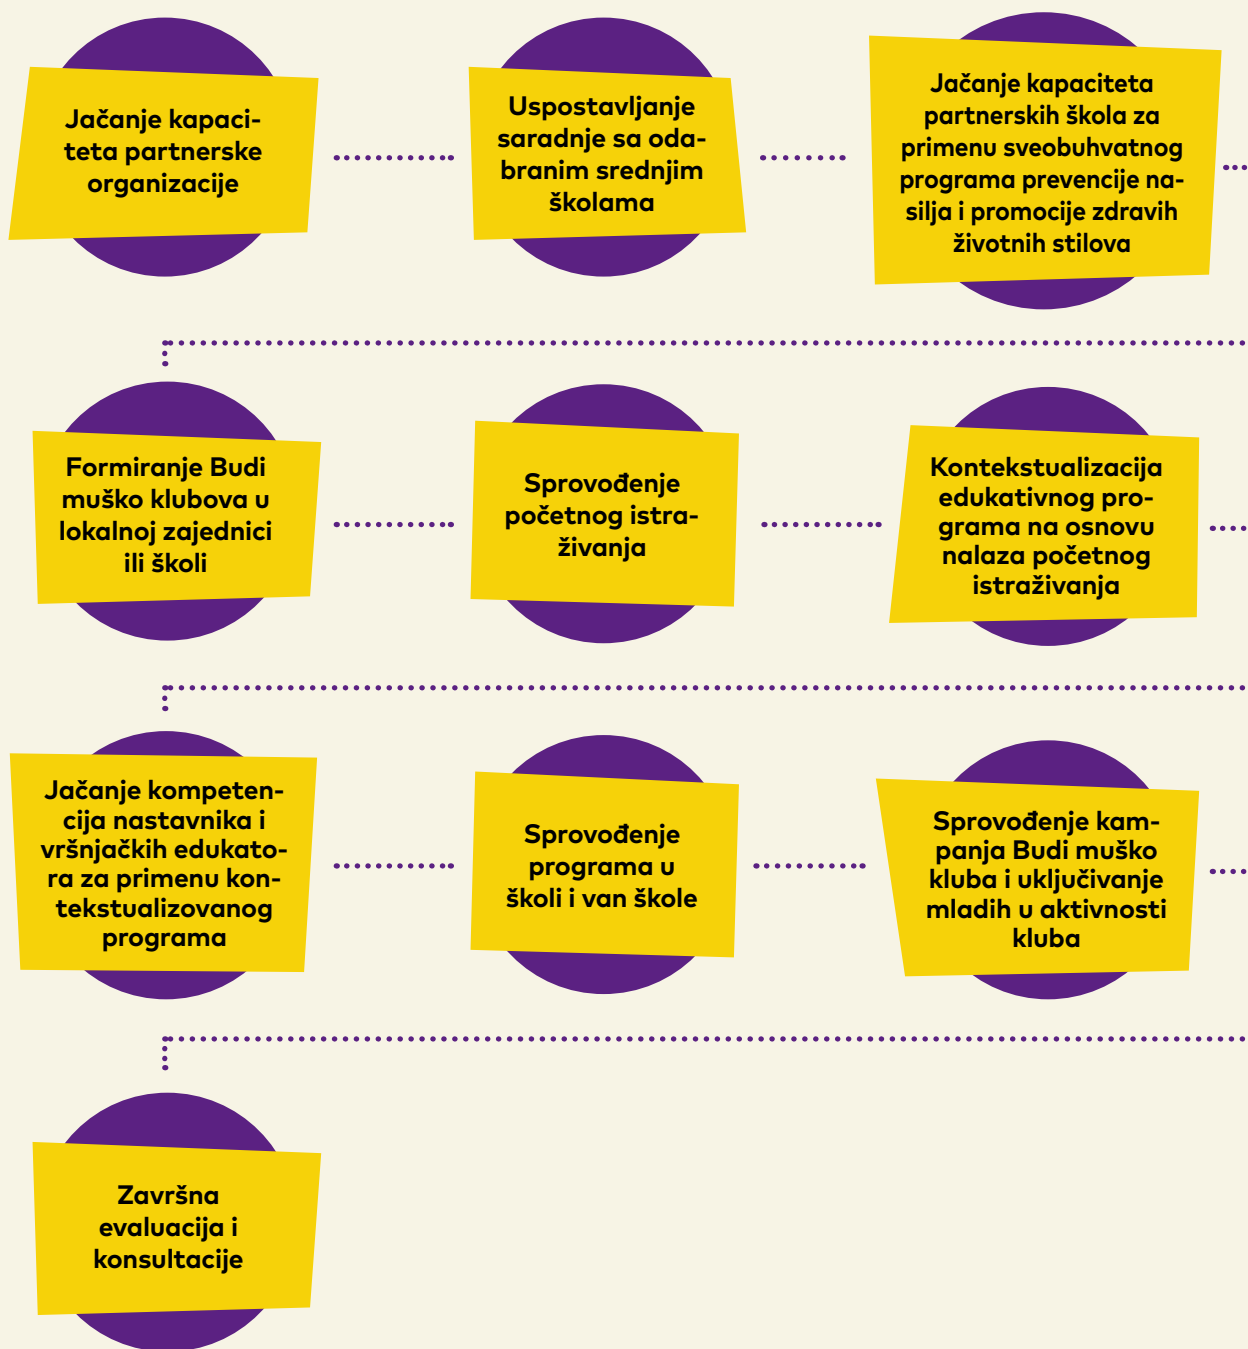 Jačanje kapaci-
teta partnerske
organizacije
Uspostavljanje
saradnje sa oda-
branim srednjim
školama
Jačanje kapaciteta
partnerskih škola za
primenu sveobuhvatnog
programa prevencije na-
silja i promocije zdravih
životnih stilova
Formiranje Budi
muško klubova u
lokalnoj zajednici
ili školi
Sprovođenje
početnog istra-
živanja
Kontekstualizacija
edukativnog pro-
grama na osnovu
nalaza početnog
istraživanja
Jačanje kompeten-
cija nastavnika i
vršnjačkih edukato-
ra za primenu kon-
tekstualizovanog
programa
Sprovođenje
programa u
školi i van škole
Sprovođenje kam-
panja Budi muško
kluba i uključivanje
mladih u aktivnosti
kluba
Završna
evaluacija i
konsultacije